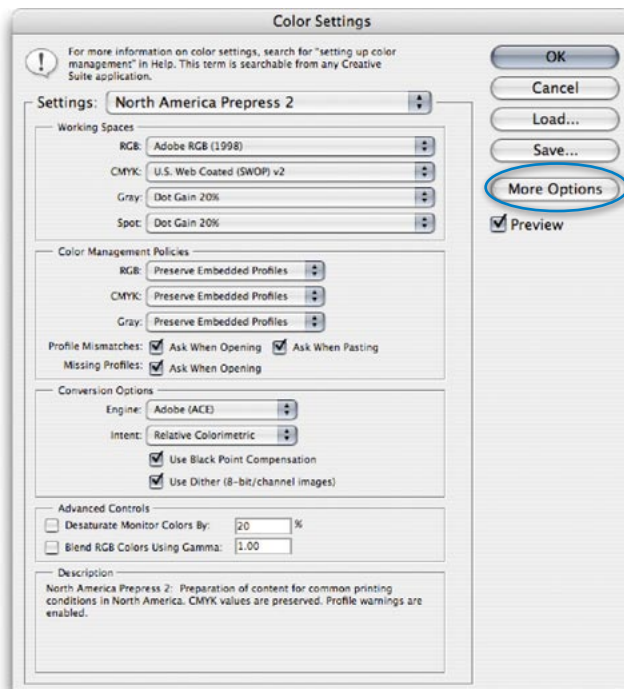 Color Settings
For more information on color settings, search for "setting up color
management" in Help. This term is searchable from any Creative
Suite application.
Settings: North America Prepress 2
Working Spaces
RGB: Adobe RGB (1998)
CMYK: U.S. Web Coated (SWOP) v2
Gray: Dot Gain 20%
Spot: Dot Gain 20%
Color Management Policies
RGB: Preserve Embedded Profiles
CMYK: Preserve Embedded Profiles
Gray: Preserve Embedded Profiles
Profile Mismatches: Ask When Opening Ask When Pasting
Missing Profiles: Ask When Opening
Conversion Options
Engine: Adobe (ACE)
Intent: Relative Colorimetric
Use Black Point Compensation
Use Dither (8-bit/channel images)
Advanced Controls
Desaturate Monitor Colors By: 20 %
Blend RGB Colors Using Gamma: 1.00
Description
North America Prepress 2: Preparation of content for common printing
conditions in North America. CMYK values are preserved. Profile warnings are
enabled.
OK
Cancel
Load...
Save...
More Options
Preview